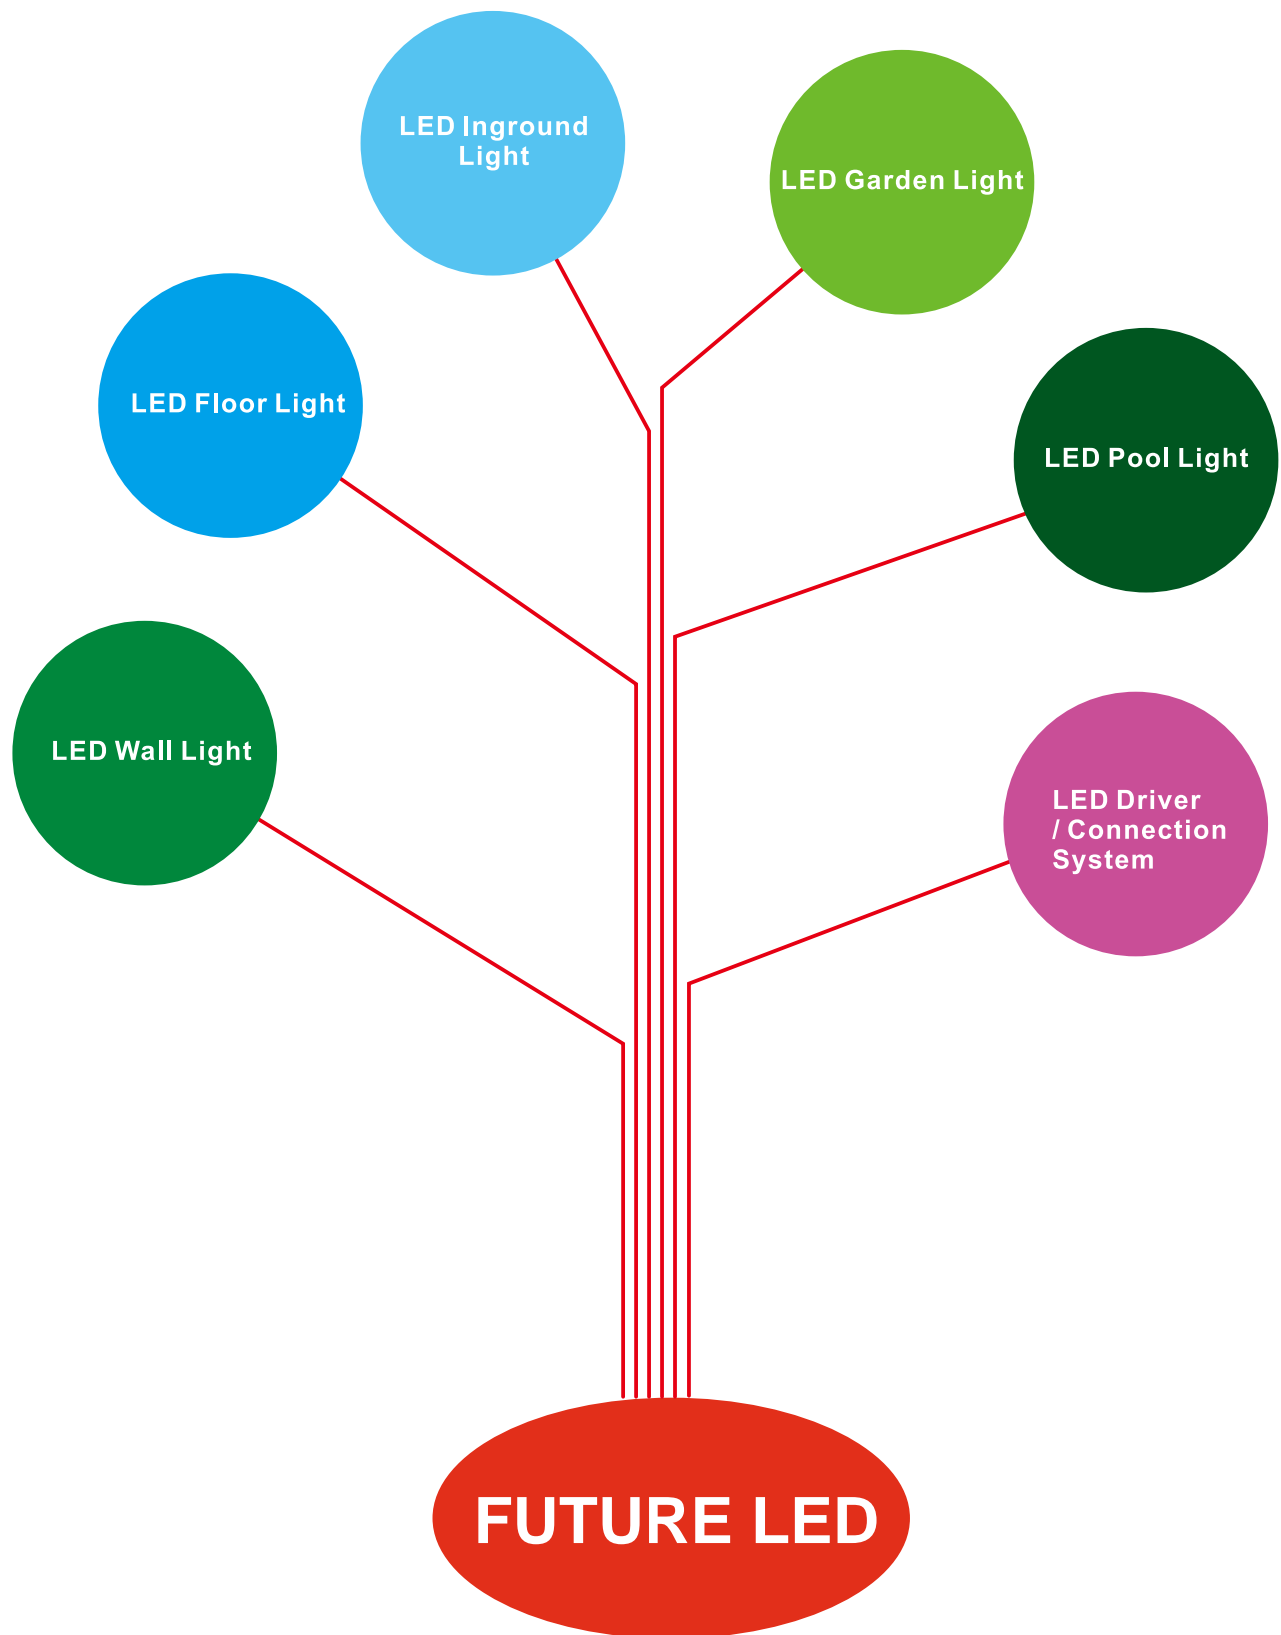 LED Inground
Light
LED Garden Light
LED Floor Light
LED Pool Light
LED Wall Light
LED Driver
/ Connection
System
FUTURE LED